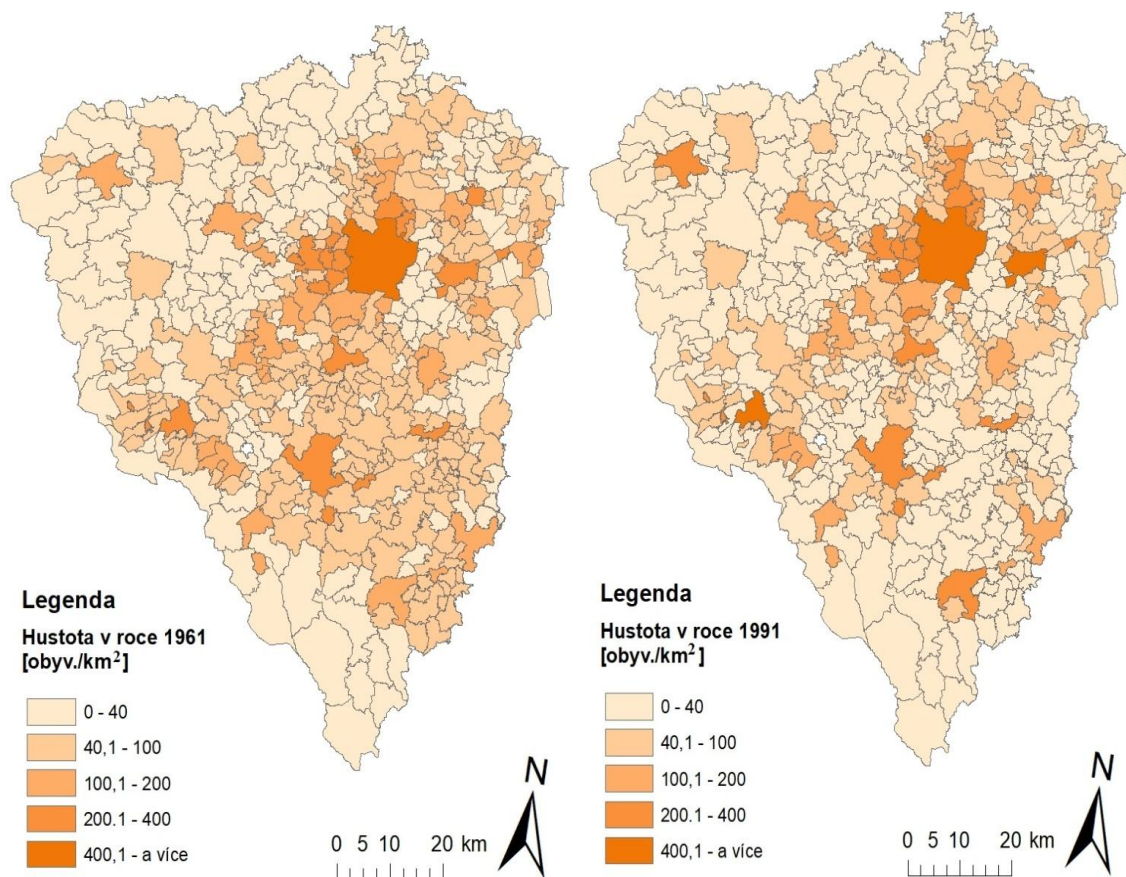 Legenda
Hustota v roce 1961
[obyv./km²]
0 - 40
40,1 - 100
100,1 - 200
200.1 - 400
400,1 - a více
0 5 10 20 km
N
Legenda
Hustota v roce 1991
[obyv./km²]
0 - 40
40,1 - 100
100,1 - 200
200.1 - 400
400,1 - a více
0 5 10 20 km
N